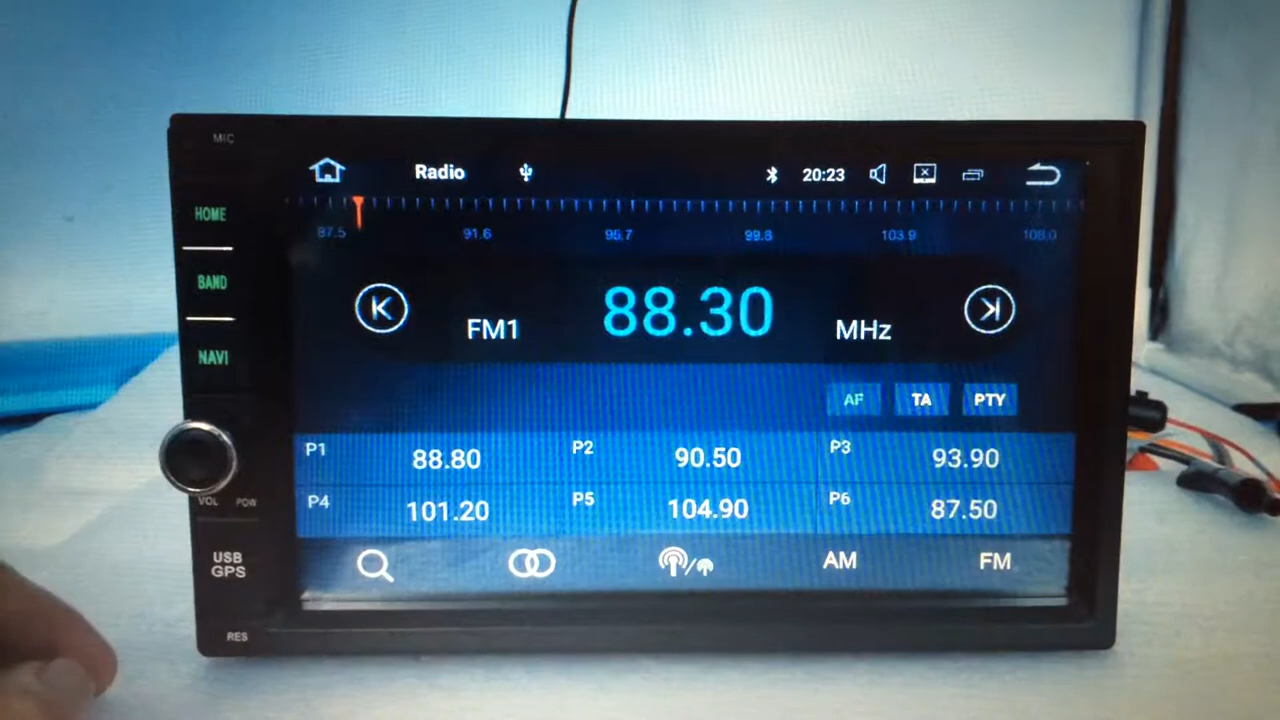 MIC
Radio
20:23
HOME
87.5 91.6 95.7 99.8 103.9 108.0
BAND
FM1 88.30 MHz
NAVI
AF TA PTY
P1 88.80 P2 90.50 P3 93.90
P4 101.20 P5 104.90 P6 87.50
VOL POW
AM FM
USB
GPS
RES